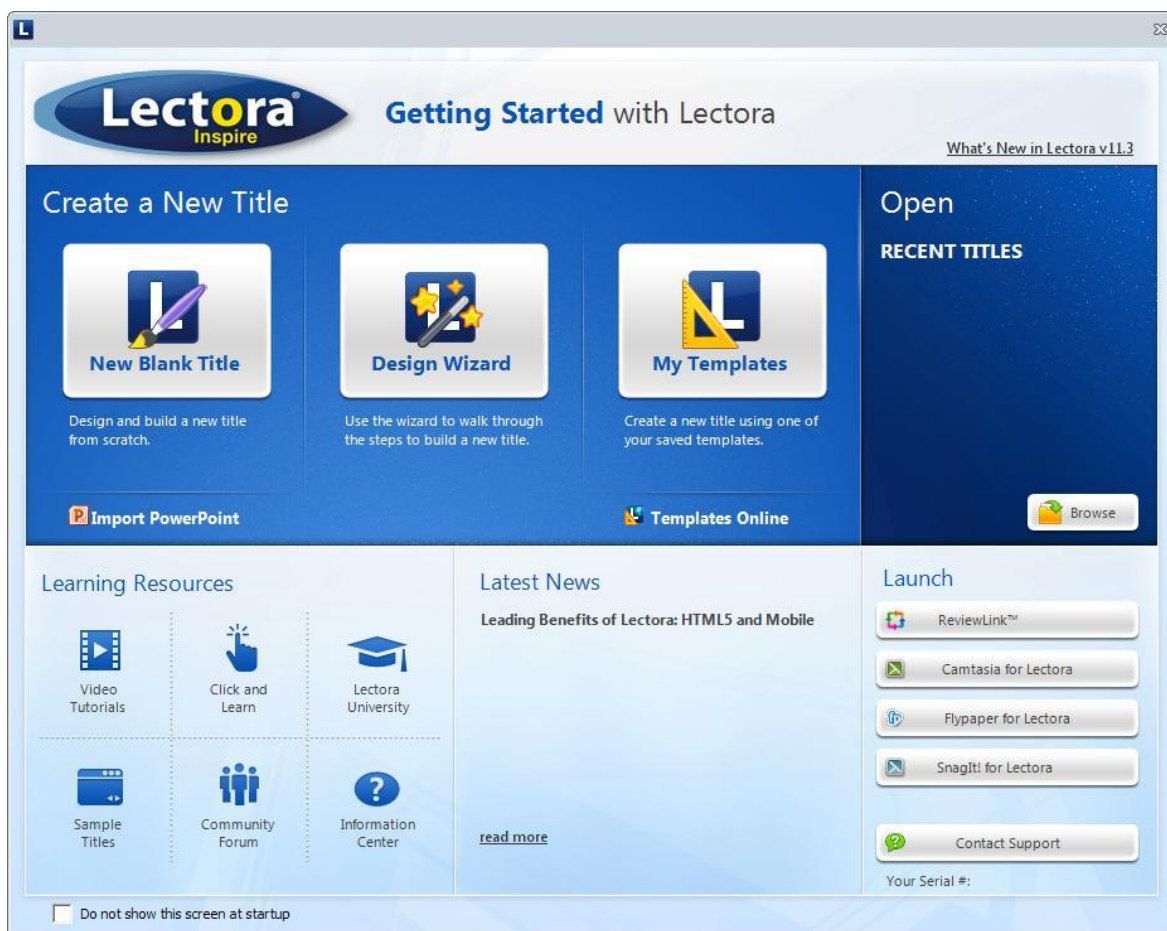 L
Lectora®
Inspire
Getting Started with Lectora
What's New in Lectora v11.3
Create a New Title
L
New Blank Title
Design and build a new title
from scratch.
L
Design Wizard
Use the wizard to walk through
the steps to build a new title.
L
My Templates
Create a new title using one of
your saved templates.
P Import PowerPoint
Templates Online
Open
RECENT TITLES
Browse
Learning Resources
Video
Tutorials
Click and
Learn
Lectora
University
Sample
Titles
Community
Forum
?
Information
Center
Latest News
Leading Benefits of Lectora: HTML5 and Mobile
read more
Launch
ReviewLink™
Camtasia for Lectora
Flypaper for Lectora
SnagIt! for Lectora
? Contact Support
Your Serial #:
Do not show this screen at startup